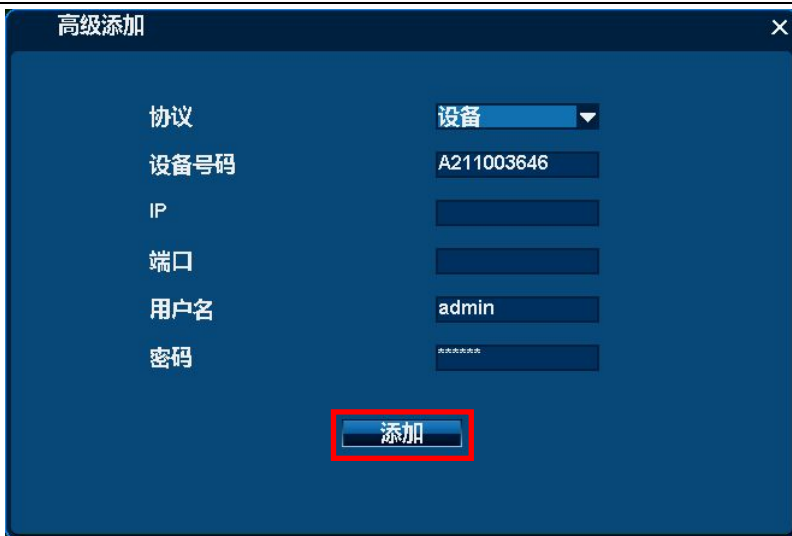 高级添加
协议 设备
设备号码 A211003646
IP
端口
用户名 admin
密码 ******
添加